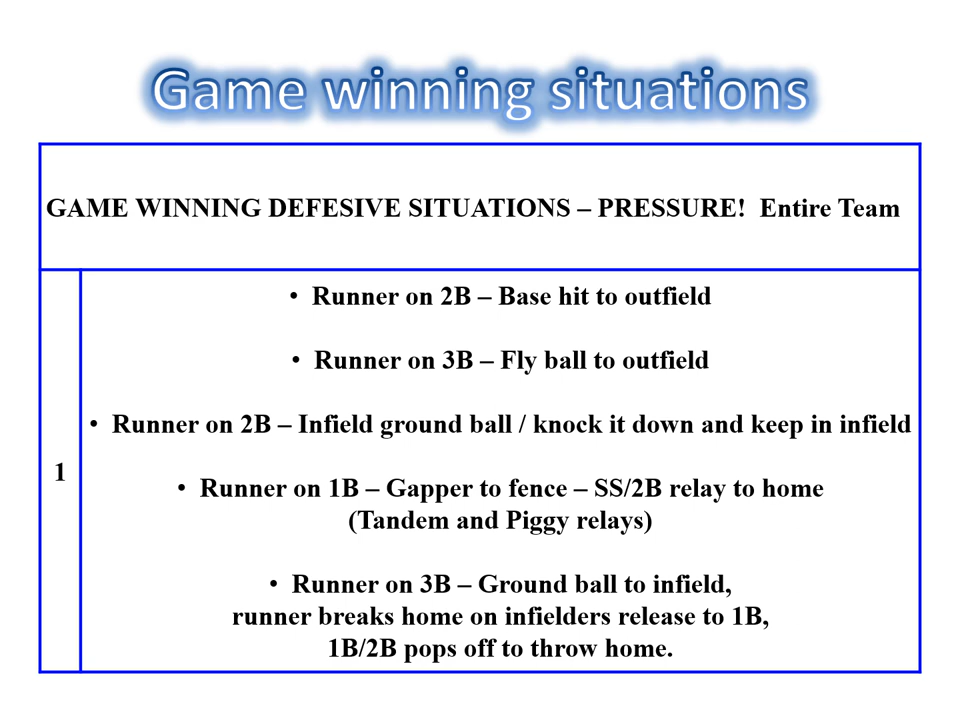 Game winning situations
GAME WINNING DEFESIVE SITUATIONS – PRESSURE!  Entire Team
1
• Runner on 2B – Base hit to outfield
• Runner on 3B – Fly ball to outfield
• Runner on 2B – Infield ground ball / knock it down and keep in infield
• Runner on 1B – Gapper to fence – SS/2B relay to home
(Tandem and Piggy relays)
• Runner on 3B – Ground ball to infield,
runner breaks home on infielders release to 1B,
1B/2B pops off to throw home.